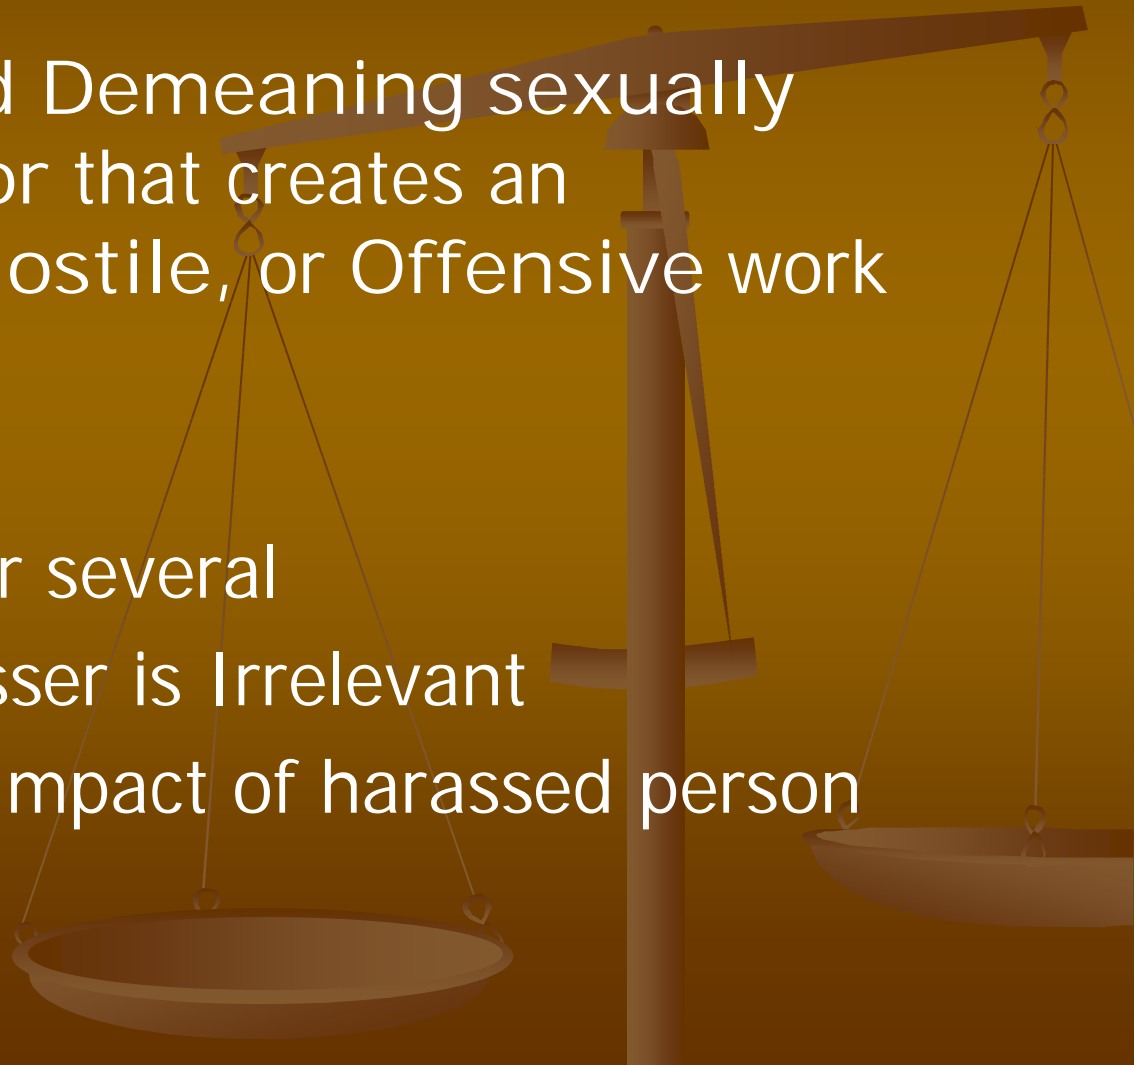 d Demeaning sexually
or that creates an
ostile, or Offensive work
r several
sser is Irrelevant
mpact of harassed person